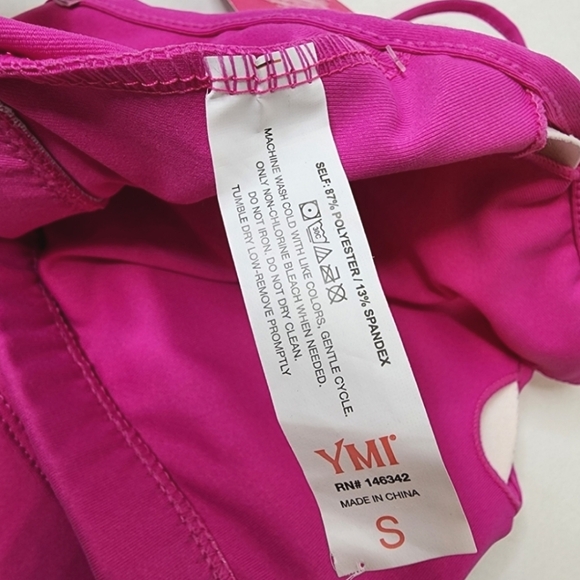 SELF: 87% POLYESTER / 13% SPANDEX
30C
MACHINE WASH COLD WITH LIKE COLORS, GENTLE CYCLE.
ONLY NON-CHLORINE BLEACH WHEN NEEDED.
DO NOT IRON. DO NOT DRY CLEAN.
TUMBLE DRY LOW-REMOVE PROMPTLY
YMI
RN# 146342
MADE IN CHINA
S